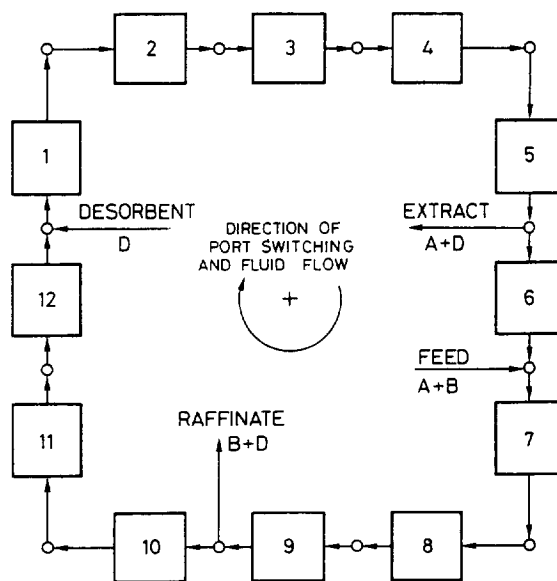 2
3
4
1
5
DESORBENT
D
EXTRACT
A+D
DIRECTION OF
PORT SWITCHING
AND FLUID FLOW
12
6
FEED
A+B
RAFFINATE
B+D
11
7
10
9
8